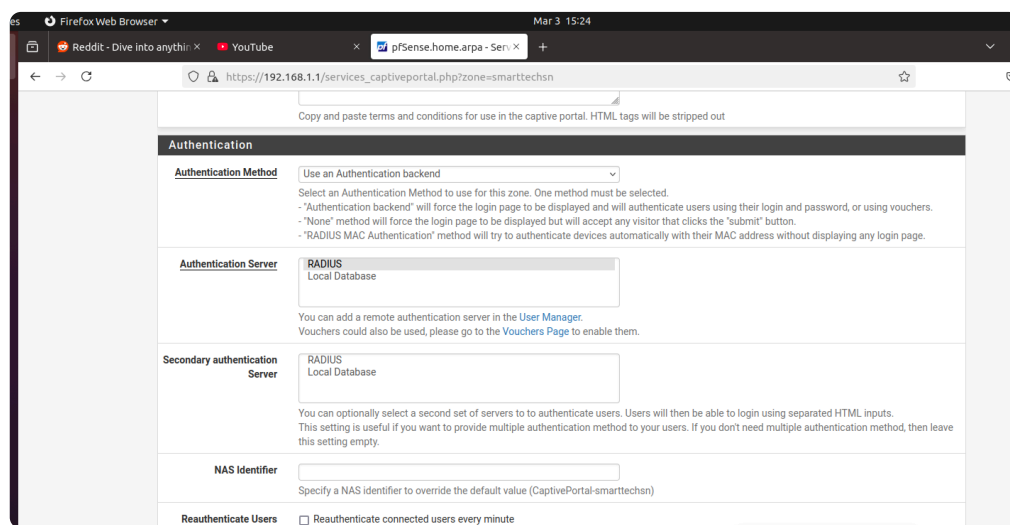 es
Firefox Web Browser
Mar 3 15:24
Reddit - Dive into anythin ×
YouTube ×
pfSense.home.arpa - Serv ×
+
https://192.168.1.1/services_captiveportal.php?zone=smarttechsn
Copy and paste terms and conditions for use in the captive portal. HTML tags will be stripped out
Authentication
Authentication Method
Use an Authentication backend
Select an Authentication Method to use for this zone. One method must be selected.
- "Authentication backend" will force the login page to be displayed and will authenticate users using their login and password, or using vouchers.
- "None" method will force the login page to be displayed but will accept any visitor that clicks the "submit" button.
- "RADIUS MAC Authentication" method will try to authenticate devices automatically with their MAC address without displaying any login page.
Authentication Server
RADIUS
Local Database
You can add a remote authentication server in the User Manager.
Vouchers could also be used, please go to the Vouchers Page to enable them.
Secondary authentication
Server
RADIUS
Local Database
You can optionally select a second set of servers to to authenticate users. Users will then be able to login using separated HTML inputs.
This setting is useful if you want to provide multiple authentication method to your users. If you don't need multiple authentication method, then leave
this setting empty.
NAS Identifier
Specify a NAS identifier to override the default value (CaptivePortal-smarttechsn)
Reauthenticate Users
Reauthenticate connected users every minute